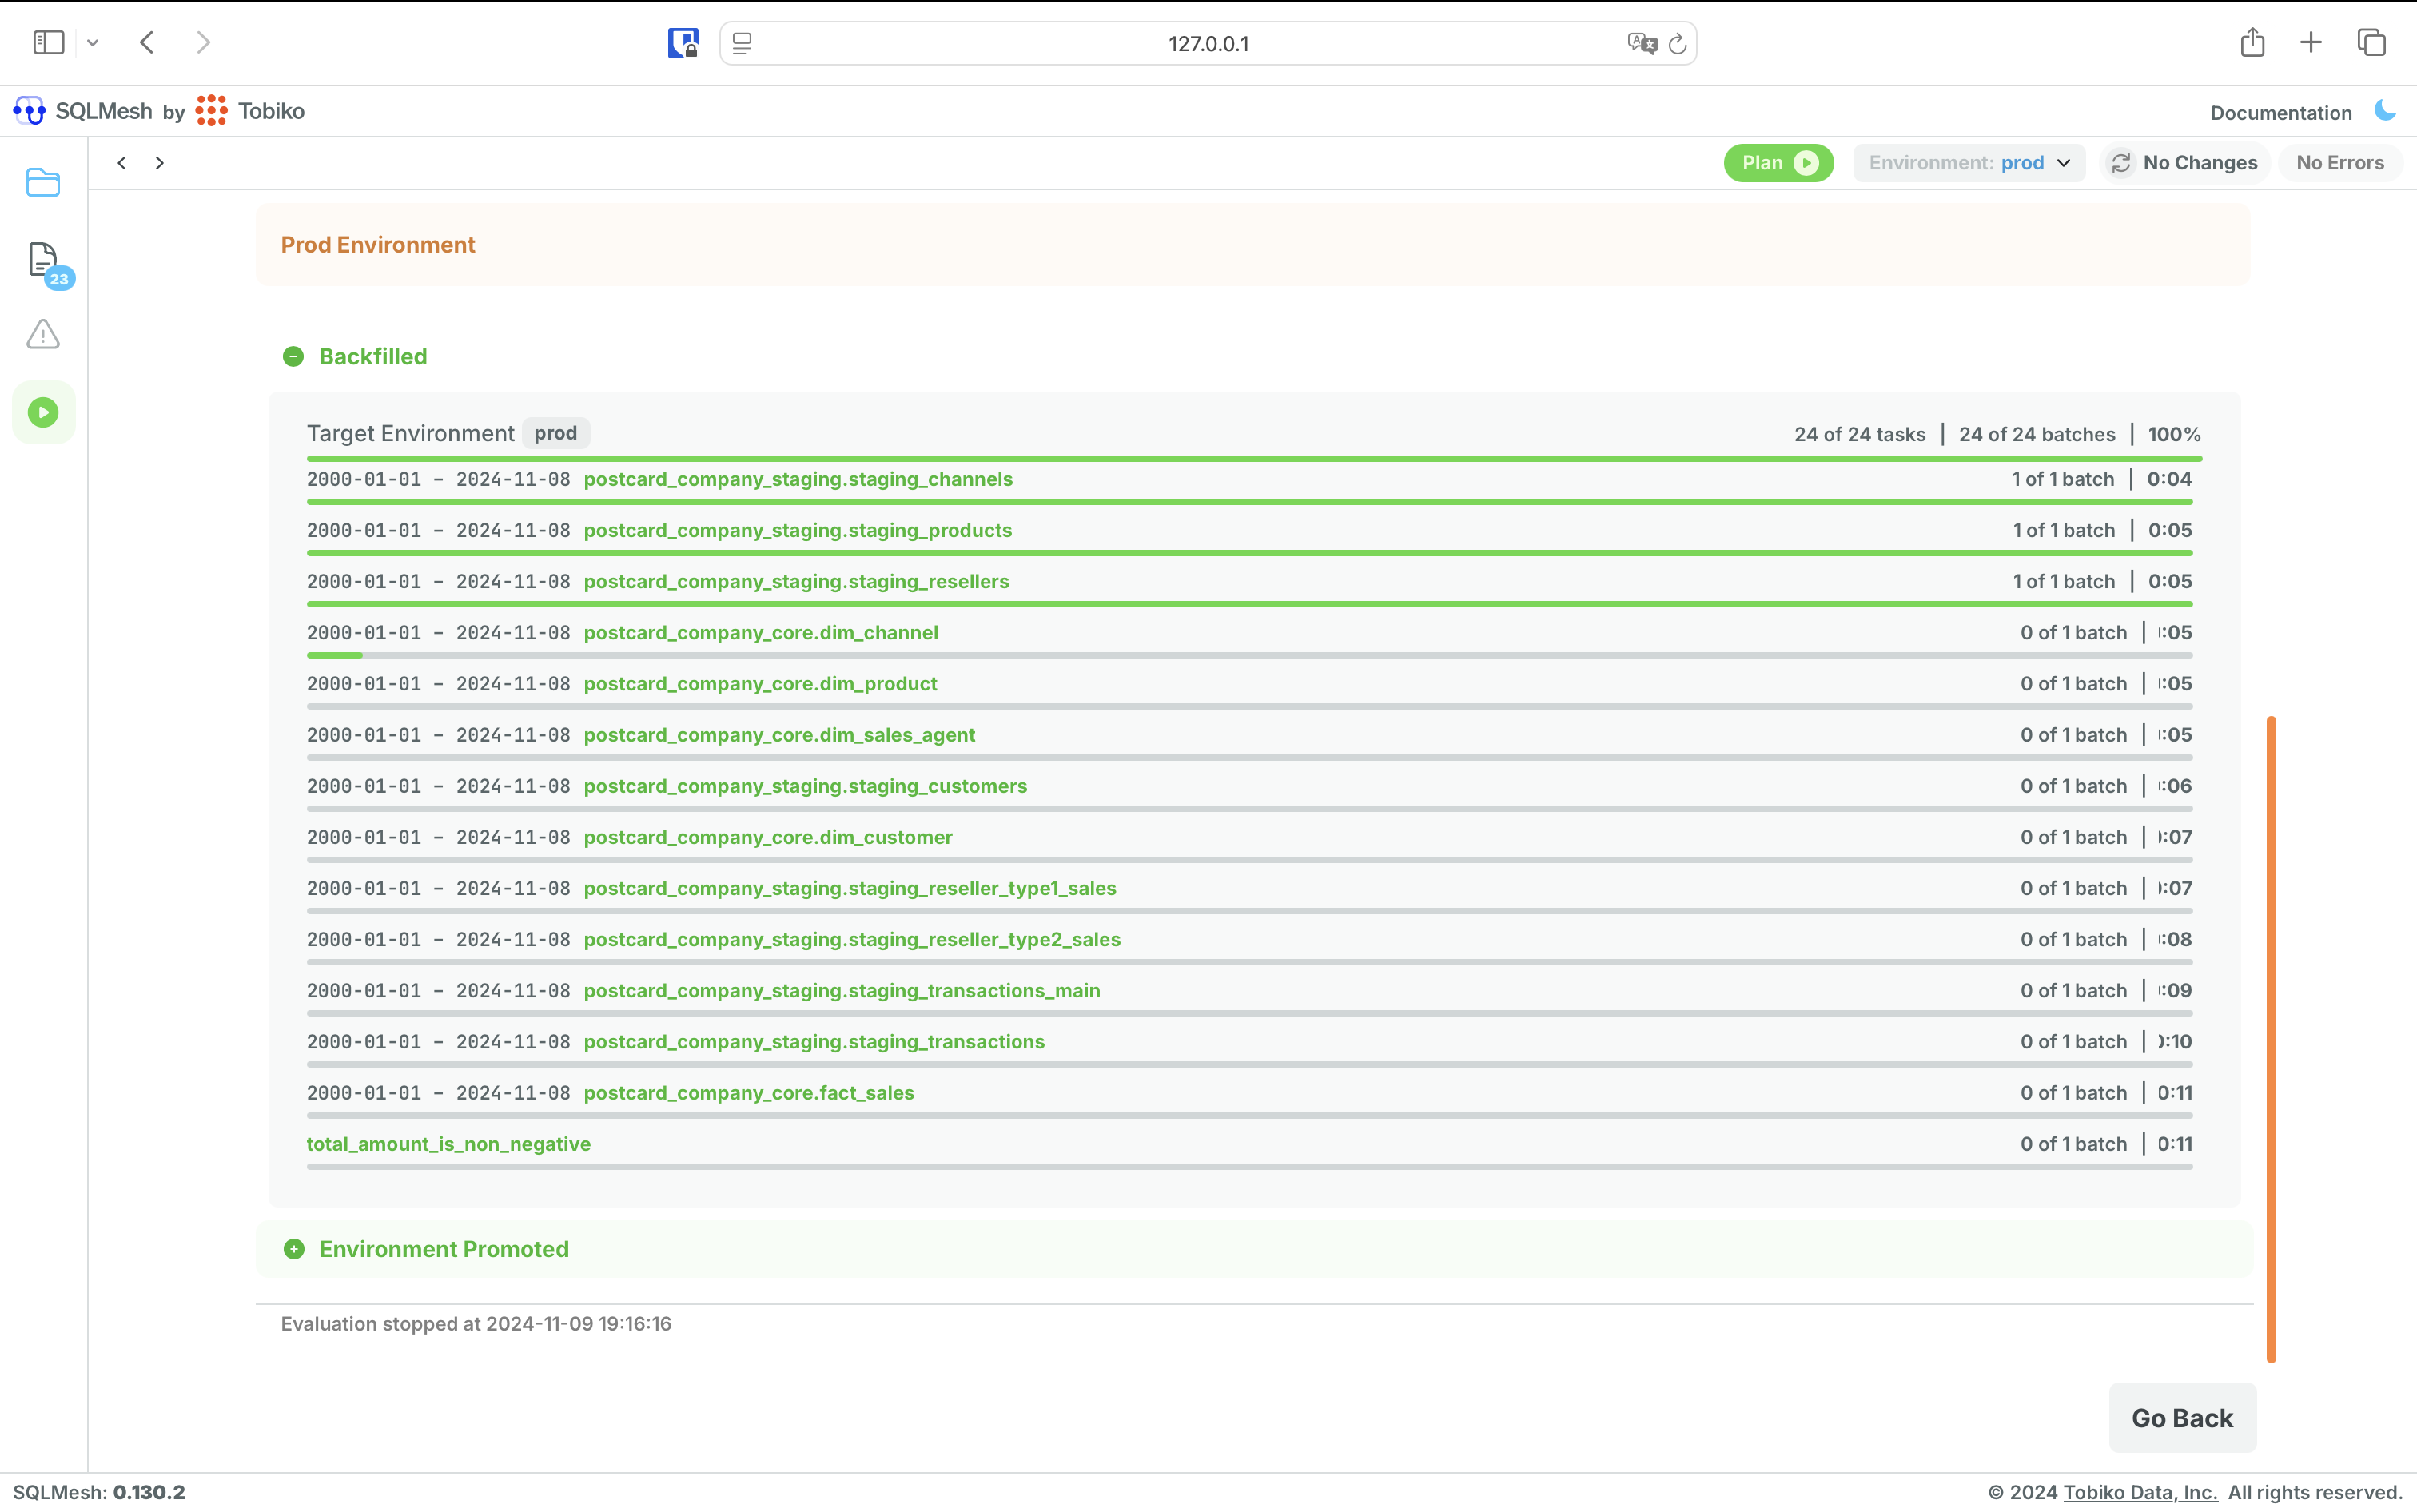 127.0.0.1
SQLMesh by Tobiko
Documentation
Plan
Environment: prod
No Changes
No Errors
23
Prod Environment
Backfilled
Target Environment prod 24 of 24 tasks | 24 of 24 batches | 100%
2000-01-01 - 2024-11-08 postcard_company_staging.staging_channels 1 of 1 batch | 0:04
2000-01-01 - 2024-11-08 postcard_company_staging.staging_products 1 of 1 batch | 0:05
2000-01-01 - 2024-11-08 postcard_company_staging.staging_resellers 1 of 1 batch | 0:05
2000-01-01 - 2024-11-08 postcard_company_core.dim_channel 0 of 1 batch | :05
2000-01-01 - 2024-11-08 postcard_company_core.dim_product 0 of 1 batch | :05
2000-01-01 - 2024-11-08 postcard_company_core.dim_sales_agent 0 of 1 batch | :05
2000-01-01 - 2024-11-08 postcard_company_staging.staging_customers 0 of 1 batch | :06
2000-01-01 - 2024-11-08 postcard_company_core.dim_customer 0 of 1 batch | :07
2000-01-01 - 2024-11-08 postcard_company_staging.staging_reseller_type1_sales 0 of 1 batch | :07
2000-01-01 - 2024-11-08 postcard_company_staging.staging_reseller_type2_sales 0 of 1 batch | :08
2000-01-01 - 2024-11-08 postcard_company_staging.staging_transactions_main 0 of 1 batch | :09
2000-01-01 - 2024-11-08 postcard_company_staging.staging_transactions 0 of 1 batch | 0:10
2000-01-01 - 2024-11-08 postcard_company_core.fact_sales 0 of 1 batch | 0:11
total_amount_is_non_negative 0 of 1 batch | 0:11
Environment Promoted
Evaluation stopped at 2024-11-09 19:16:16
Go Back
SQLMesh: 0.130.2
© 2024 Tobiko Data, Inc. All rights reserved.